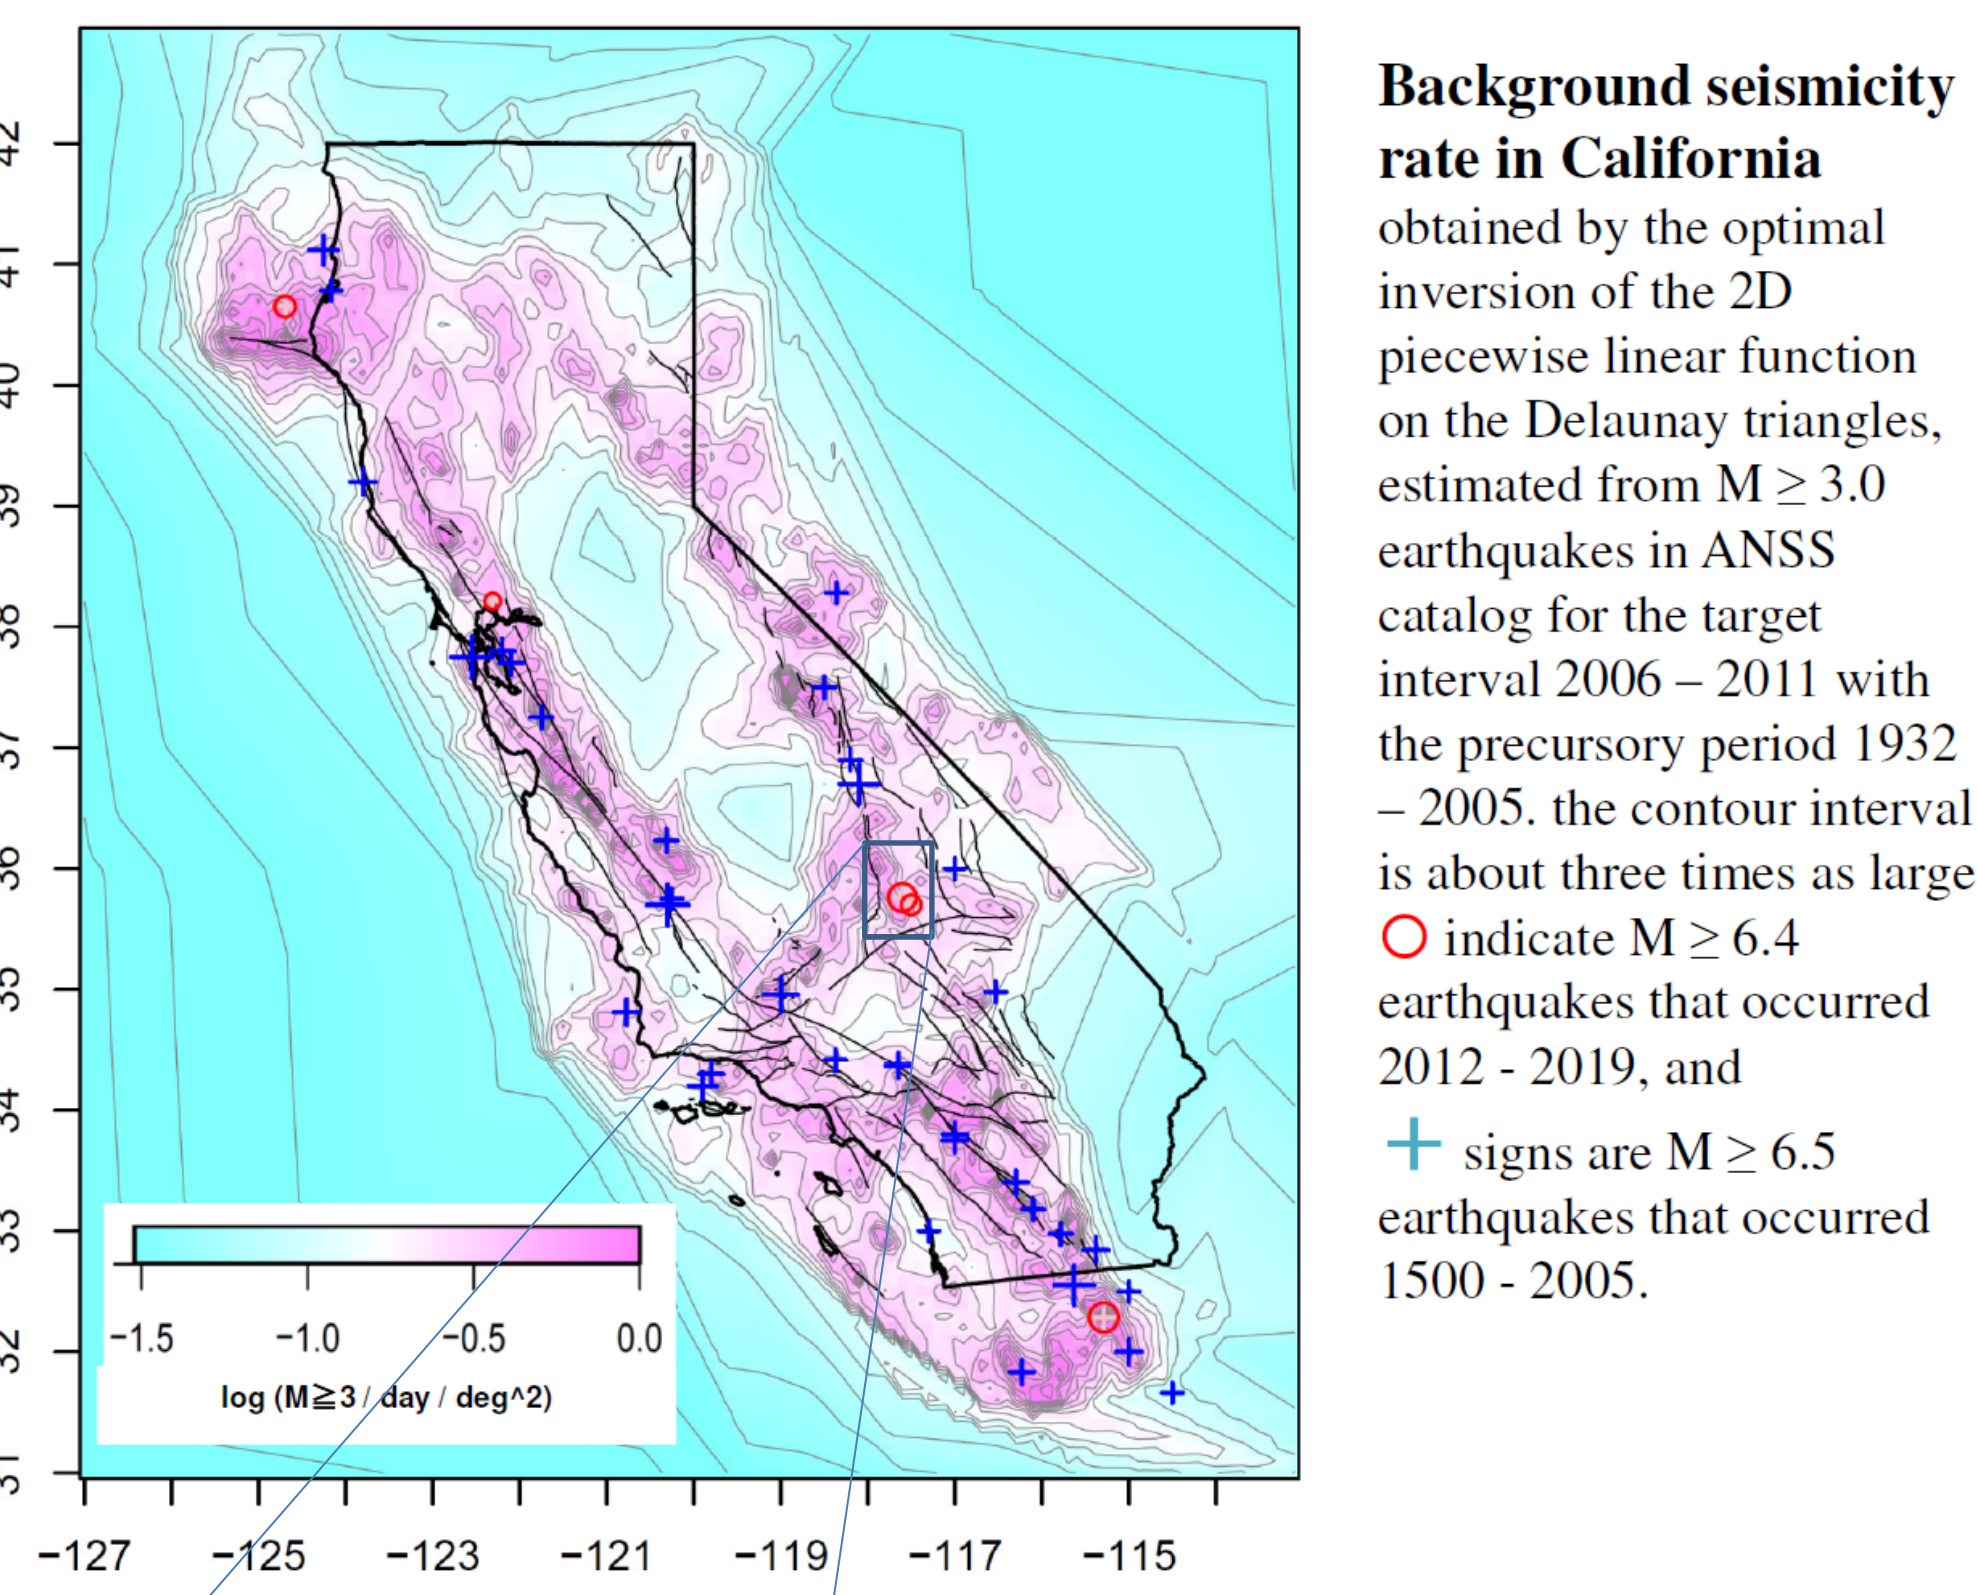 Background seismicity
rate in California
obtained by the optimal
inversion of the 2D
piecewise linear function
on the Delaunay triangles,
estimated from M ≥ 3.0
earthquakes in ANSS
catalog for the target
interval 2006 – 2011 with
the precursory period 1932
– 2005. the contour interval
is about three times as large
indicate M ≥ 6.4
earthquakes that occurred
2012 - 2019, and
signs are M ≥ 6.5
earthquakes that occurred
1500 - 2005.
42
41
40
39
38
37
36
35
34
33
32
31
−1.5 −1.0 −0.5 0.0
log (M≧3 / day / deg^2)
−127 −125 −123 −121 −119 −117 −115